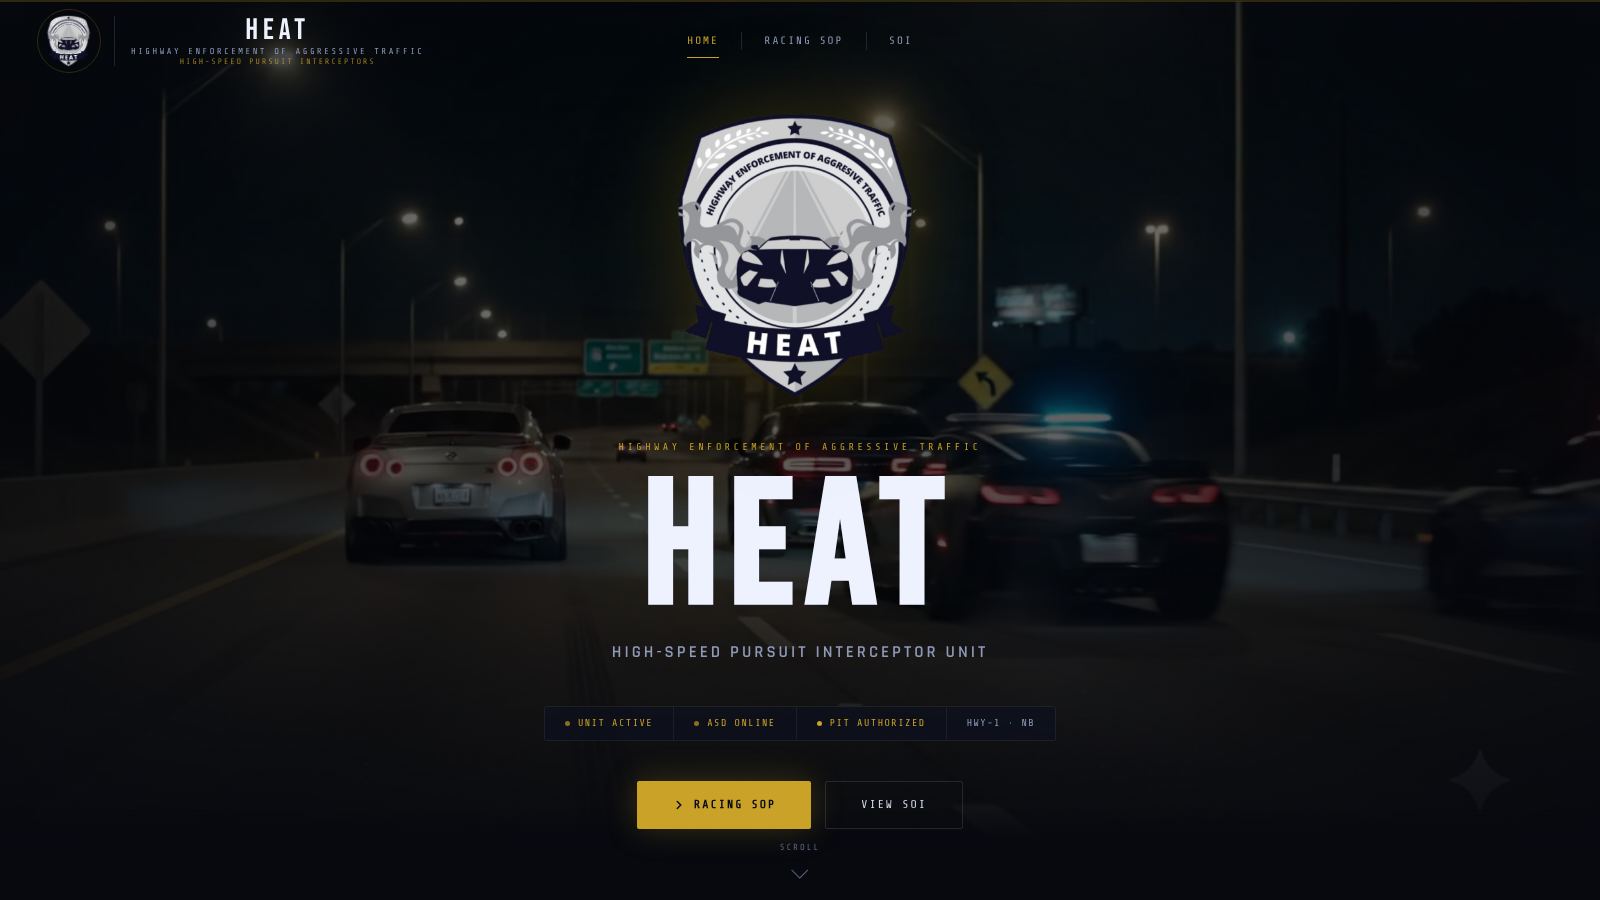 HEAT
HIGHWAY ENFORCEMENT OF AGGRESSIVE TRAFFIC
HIGH-SPEED PURSUIT INTERCEPTORS
HEAT
HOME
RACING SOP
SOI
HIGHWAY ENFORCEMENT OF AGGRESIVE TRAFFIC
HEAT
HIGHWAY ENFORCEMENT OF AGGRESSIVE TRAFFIC
HEAT
HIGH-SPEED PURSUIT INTERCEPTOR UNIT
UNIT ACTIVE
ASD ONLINE
PIT AUTHORIZED
HWY-1 · NB
RACING SOP
VIEW SOI
SCROLL